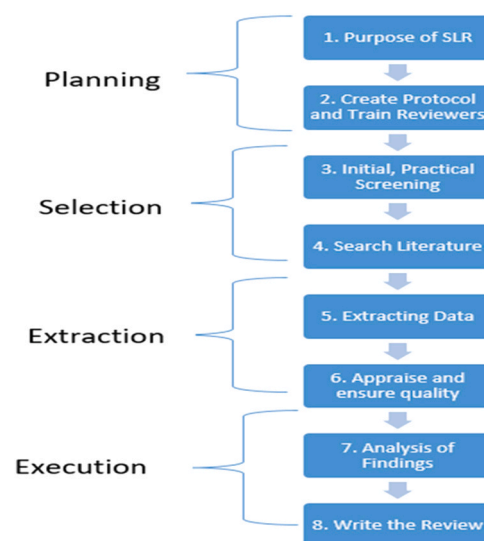 Planning
1. Purpose of SLR
2. Create Protocol
and Train Reviewers
Selection
3. Initial, Practical
Screening
4. Search Literature
Extraction
5. Extracting Data
6. Appraise and
ensure quality
Execution
7. Analysis of
Findings
8. Write the Review